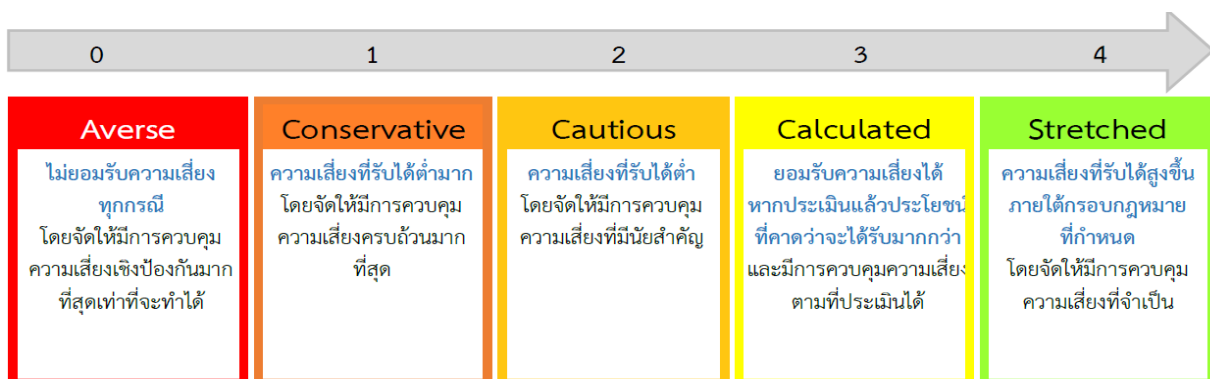 0 1 2 3 4
Averse
ไม่ยอมรับความเสี่ยง
ทุกกรณี
โดยจัดให้มีการควบคุม
ความเสี่ยงเชิงป้องกันมาก
ที่สุดเท่าที่จะทำได้
Conservative
ความเสี่ยงที่รับได้ต่ำมาก
โดยจัดให้มีการควบคุม
ความเสี่ยงครบถ้วนมาก
ที่สุด
Cautious
ความเสี่ยงที่รับได้ต่ำ
โดยจัดให้มีการควบคุม
ความเสี่ยงที่มีนัยสำคัญ
Calculated
ยอมรับความเสี่ยงได้
หากประเมินแล้วประโยชน์
ที่คาดว่าจะได้รับมากกว่า
และมีการควบคุมความเสี่ยง
ตามที่ประเมินได้
Stretched
ความเสี่ยงที่รับได้สูงขึ้น
ภายใต้กรอบกฎหมาย
ที่กำหนด
โดยจัดให้มีการควบคุม
ความเสี่ยงที่จำเป็น